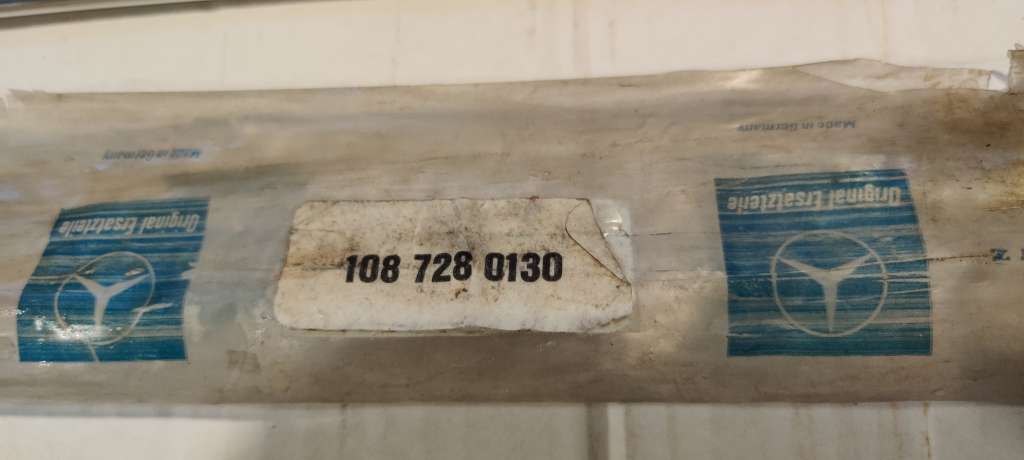 Made in Germany
Made in Germany
Original Ersatzteile
Original Ersatzteile
108 728 0130